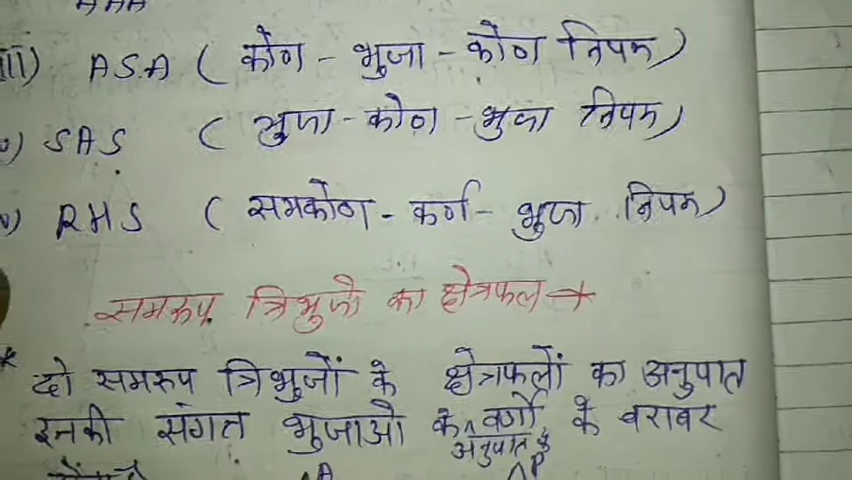 iii) ASA ( कोण - भुजा - कोण नियम )
SAS ( भुजा - कोण - भुजा नियम )
v) RHS ( समकोण - कर्ण - भुजा नियम )
समरूप त्रिभुजों का क्षेत्रफल →
* दो समरूप त्रिभुजों के क्षेत्रफलों का अनुपात
इनकी संगत भुजाओ के वर्गों के बराबर
अनुपात के
A P